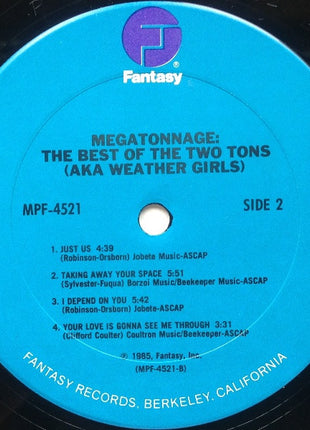 Fantasy®
MEGATONNAGE:
THE BEST OF THE TWO TONS
(AKA WEATHER GIRLS)
MPF-4521 SIDE 2
1. JUST US 4:39
(Robinson-Orsborn) Jobete Music-ASCAP
2. TAKING AWAY YOUR SPACE 5:51
(Sylvester-Fuqua) Borzoi Music/Beekeeper Music-ASCAP
3. I DEPEND ON YOU 5:42
(Robinson-Orsborn) Jobete-ASCAP
4. YOUR LOVE IS GONNA SEE ME THROUGH 3:31
(Clifford Coulter) Coultron Music/Beekeeper-ASCAP
℗ 1985, Fantasy, Inc.
(MPF-4521-B)
FANTASY RECORDS, BERKELEY, CALIFORNIA